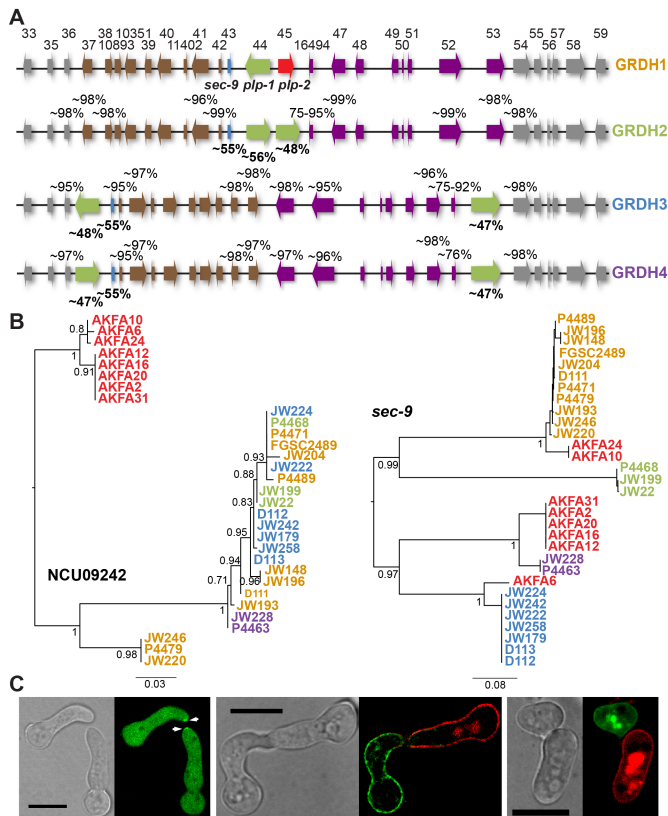 A
33 35 36 37 38 39 40 41 42 43 44 45 46 47 48 49 50 51 52 53 54 55 56 57 58 59
GRDH1
sec-9 plp-1 plp-2
~96% ~99%
~98% ~98% ~98% ~99% 75-95% ~99% ~98%
GRDH2
~55% ~56% ~48%
~97% ~98% ~96%
~95% ~95% ~98% ~98% ~95% ~75-92% ~98%
GRDH3
~48% ~55% ~47%
~97% ~97% ~98%
~97% ~95% ~98% ~97% ~96% ~76% ~98%
GRDH4
~47% ~55% ~47%
B
AKFA10
0.8 AKFA6
AKFA24
1 AKFA12
0.91 AKFA16
AKFA20
AKFA2
AKFA31
JW224
P4468
P4471
FGSC2489
0.93 JW204
JW222
0.88 P4489
JW199
0.83 JW22
D112
JW242
0.95 JW179
JW258
0.94 D113
JW148
0.71 0.96 JW196
D111
1 JW193
JW228
P4463
NCU09242
1
JW246
0.98 P4479
JW220
0.03
sec-9
P4489
JW196
JW148
FGSC2489
JW204
D111
P4471
P4479
JW193
JW246
1 JW220
AKFA24
AKFA10
0.99
P4468
1 JW199
JW22
AKFA31
AKFA2
AKFA20
AKFA16
1 AKFA12
JW228
1 P4463
0.97
AKFA6
1 JW224
JW242
JW222
JW258
JW179
1 D113
D112
0.08
C